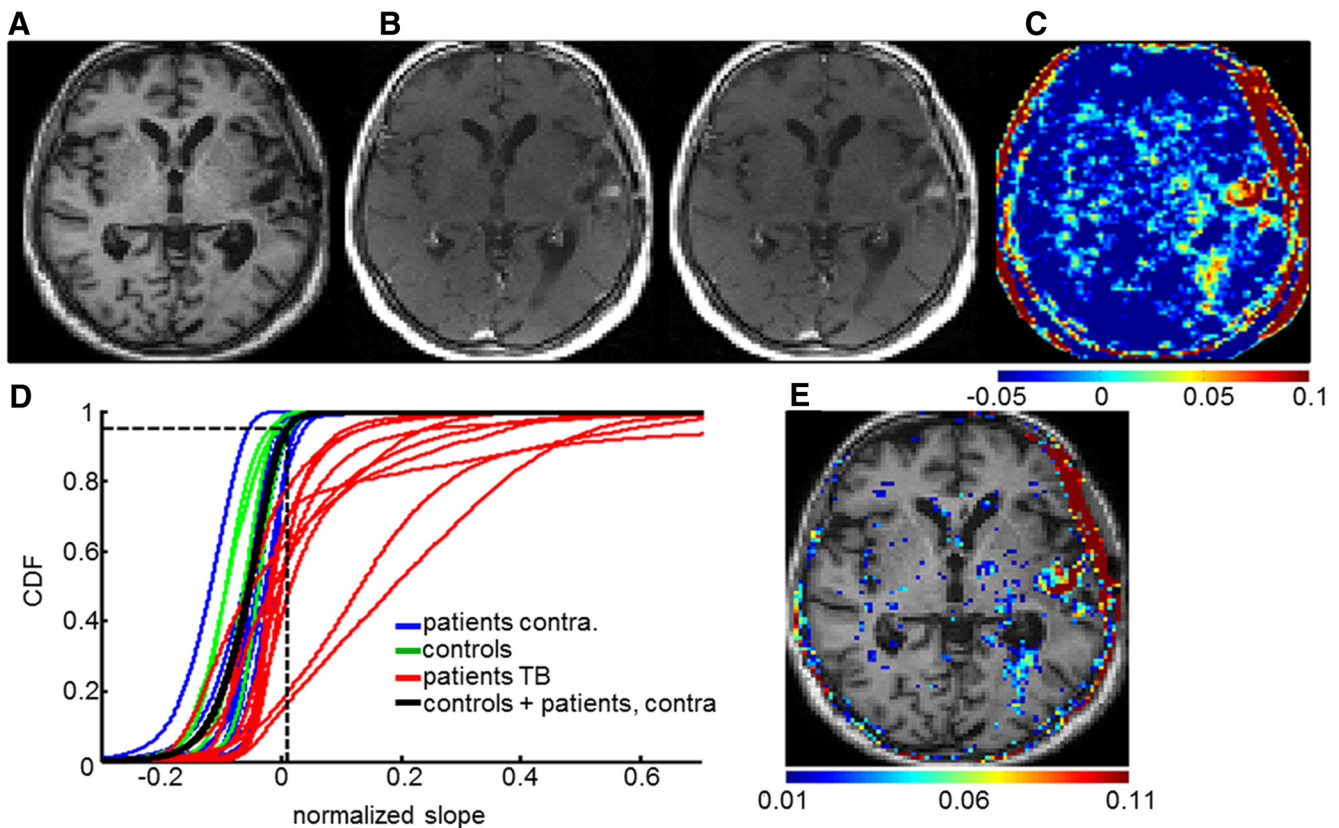 A
B
C
-0.05 0 0.05 0.1
D
1
0.8
0.6
0.4
0.2
0
CDF
-0.2 0 0.2 0.4 0.6
normalized slope
patients contra.
controls
patients TB
controls + patients, contra
E
0.01 0.06 0.11